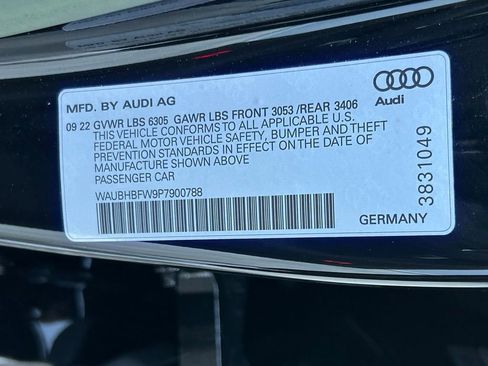 MFD. BY AUDI AG
09 22 GVWR LBS 6305 GAWR LBS FRONT 3053 /REAR 3406
THIS VEHICLE CONFORMS TO ALL APPLICABLE U.S.
FEDERAL MOTOR VEHICLE SAFETY, BUMPER AND THEFT
PREVENTION STANDARDS IN EFFECT ON THE DATE OF
MANUFACTURE SHOWN ABOVE
PASSENGER CAR
WAUBHBFW9P7900788
Audi
3831049
GERMANY